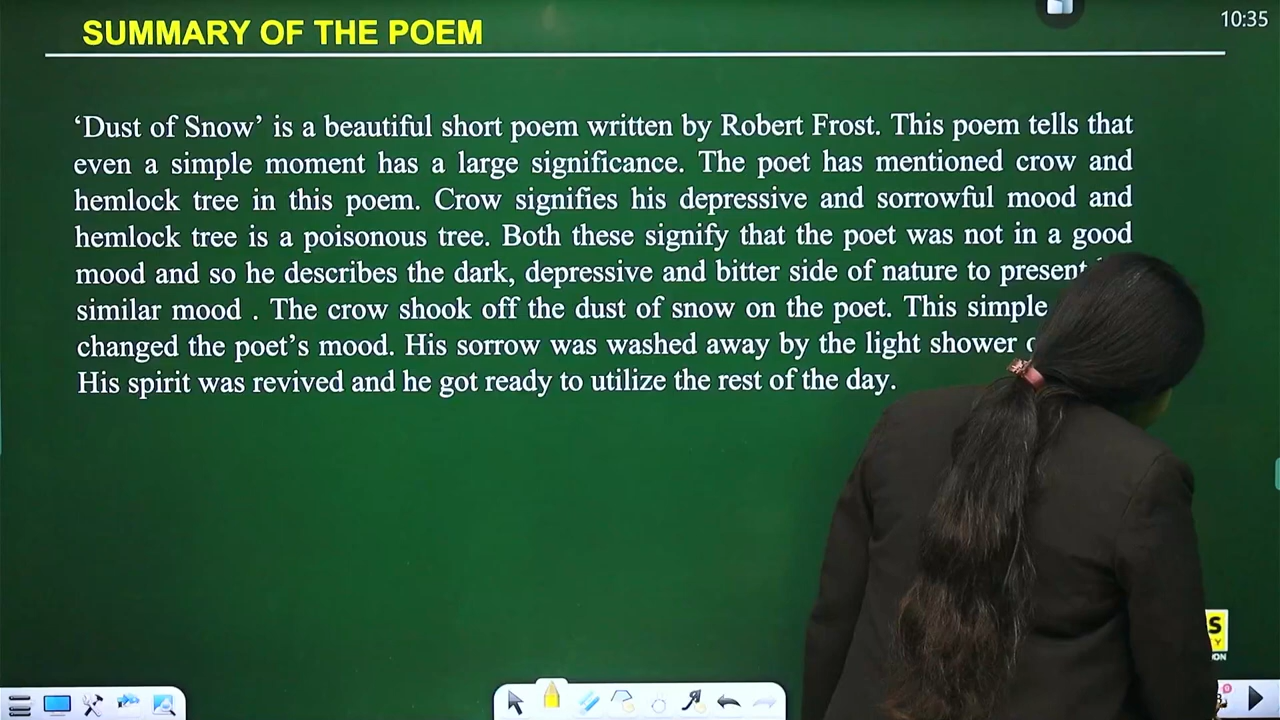 SUMMARY OF THE POEM
10:35
‘Dust of Snow’ is a beautiful short poem written by Robert Frost. This poem tells that
even a simple moment has a large significance. The poet has mentioned crow and
hemlock tree in this poem. Crow signifies his depressive and sorrowful mood and
hemlock tree is a poisonous tree. Both these signify that the poet was not in a good
mood and so he describes the dark, depressive and bitter side of nature to present
similar mood . The crow shook off the dust of snow on the poet. This simple
changed the poet’s mood. His sorrow was washed away by the light shower
His spirit was revived and he got ready to utilize the rest of the day.
S
Y
ON